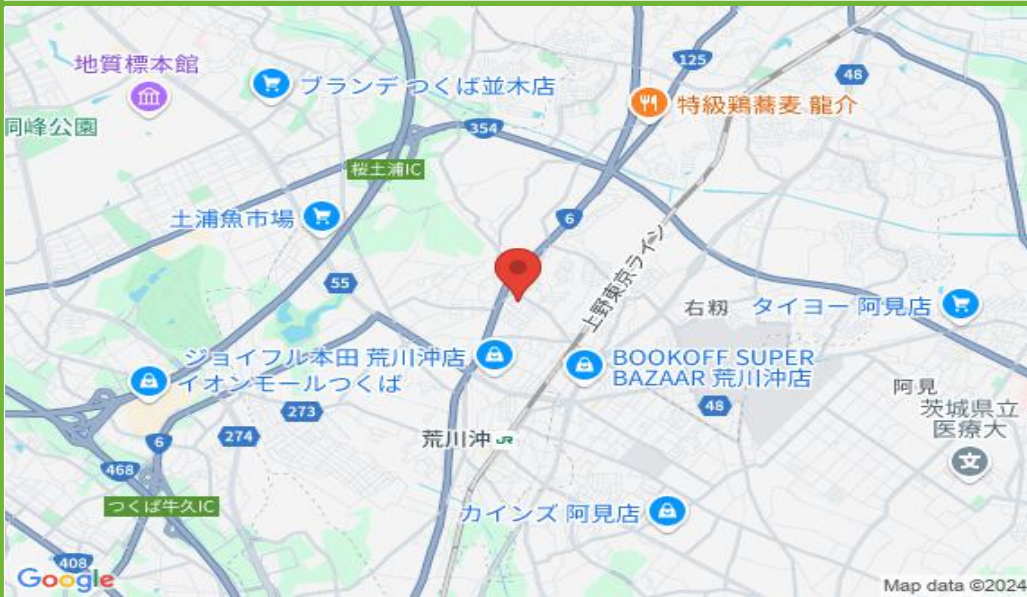 地質標本館
ブランデ つくば並木店
125
48
特級鶏蕎麦 龍介
洞峰公園
354
桜土浦IC
土浦魚市場
6
上野東京ライン
55
右籾
タイヨー 阿見店
ジョイフル本田 荒川沖店
イオンモールつくば
BOOKOFF SUPER
BAZAAR 荒川沖店
阿見
茨城県立
医療大
文
273
48
274
6
荒川沖
JR
468
つくば牛久IC
カインズ 阿見店
408
Google
Map data ©2024